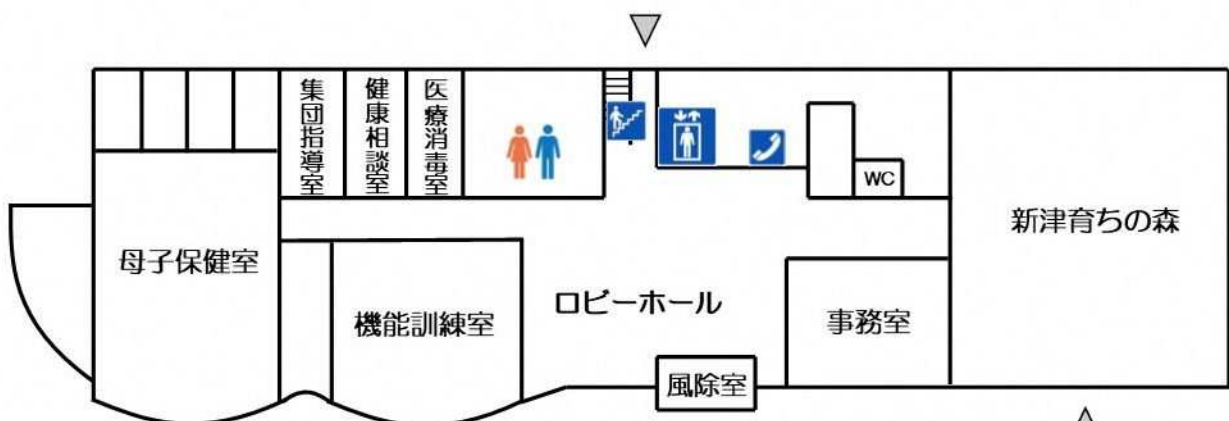 集団指導室
健康相談室
医療消毒室
WC
母子保健室
機能訓練室
ロビーホール
事務室
新津育ちの森
風除室